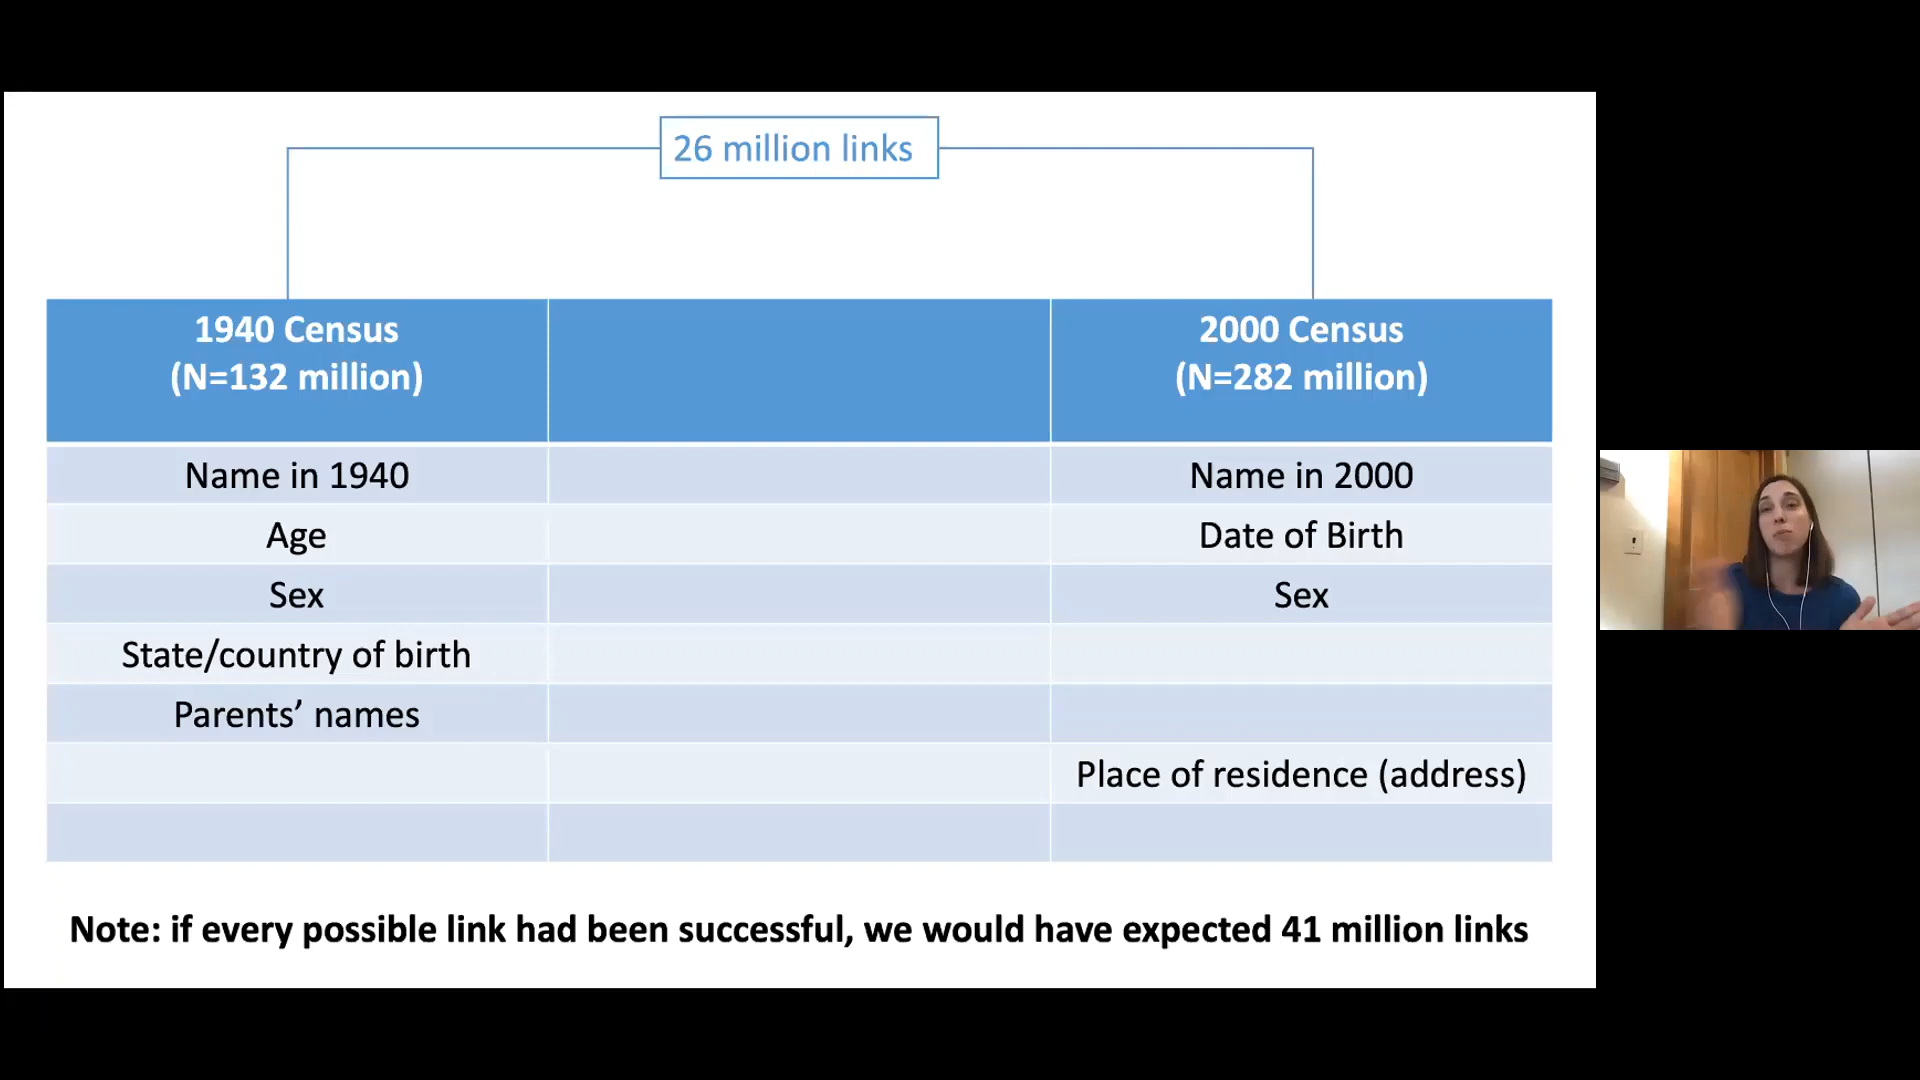 26 million links
1940 Census
(N=132 million)
2000 Census
(N=282 million)
Name in 1940
Name in 2000
Age
Date of Birth
Sex
Sex
State/country of birth
Parents’ names
Place of residence (address)
Note: if every possible link had been successful, we would have expected 41 million links